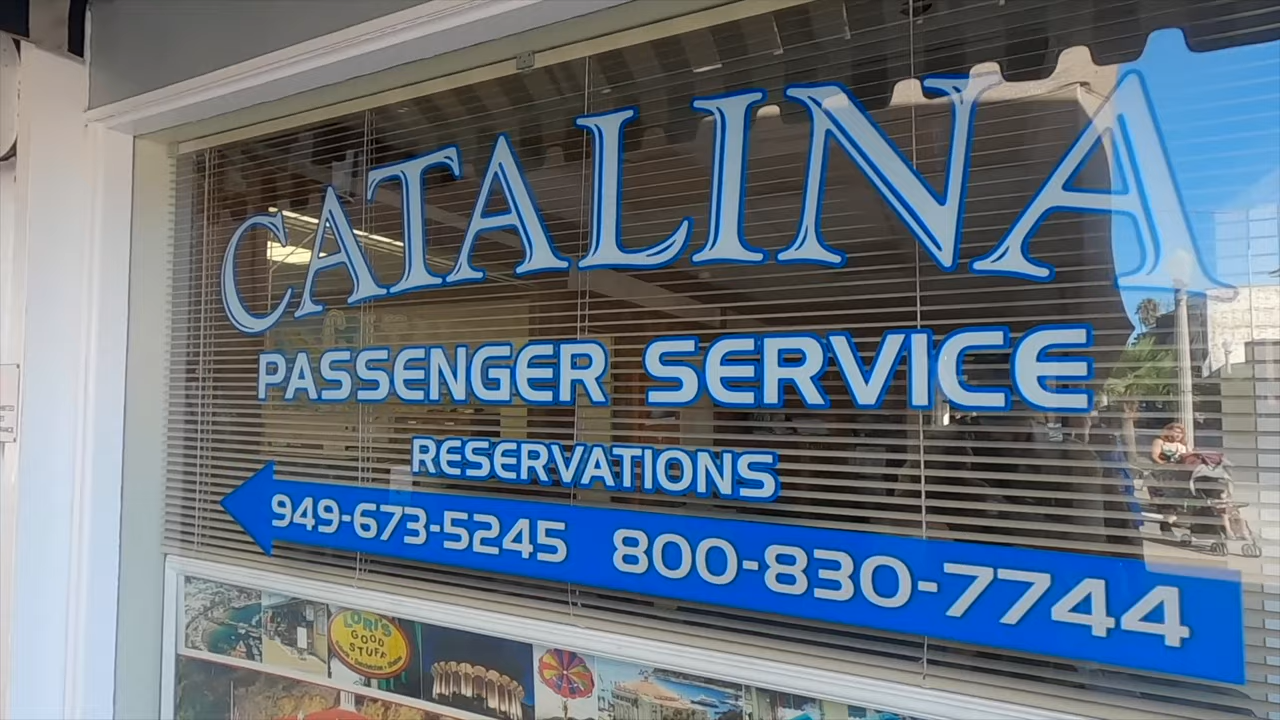 CATALINA
PASSENGER SERVICE
RESERVATIONS
949-673-5245 800-830-7744
LORI'S
GOOD
STUFF